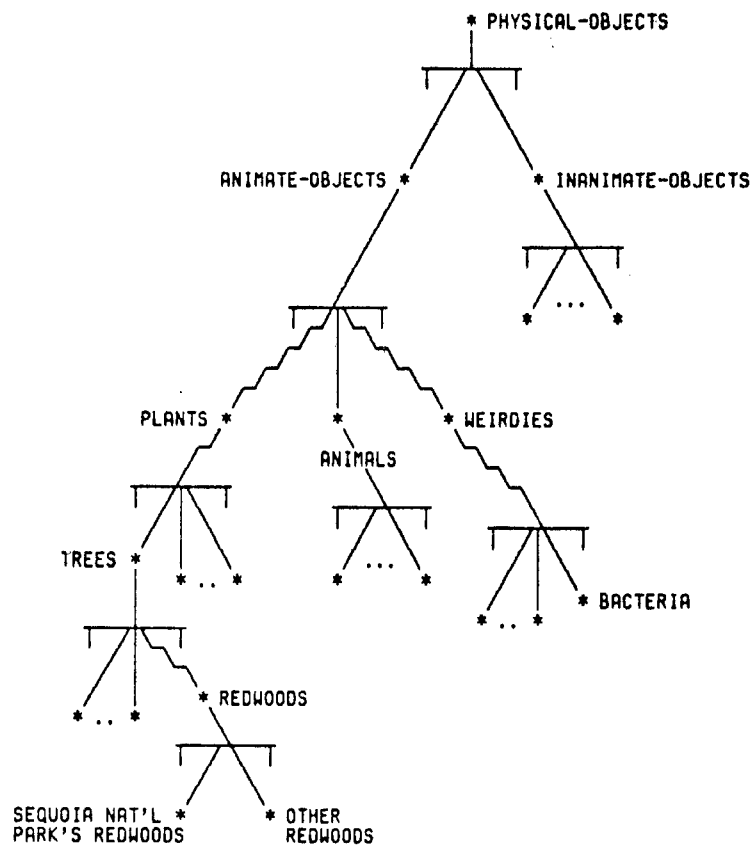 * PHYSICAL-OBJECTS
ANIMATE-OBJECTS *
* INANIMATE-OBJECTS
* ... *
PLANTS *
*
* WEIRDIES
ANIMALS
TREES *
* .. *
* ... *
* BACTERIA
* .. *
* REDWOODS
* .. *
SEQUOIA NAT'L *
PARK'S REDWOODS
* OTHER
REDWOODS